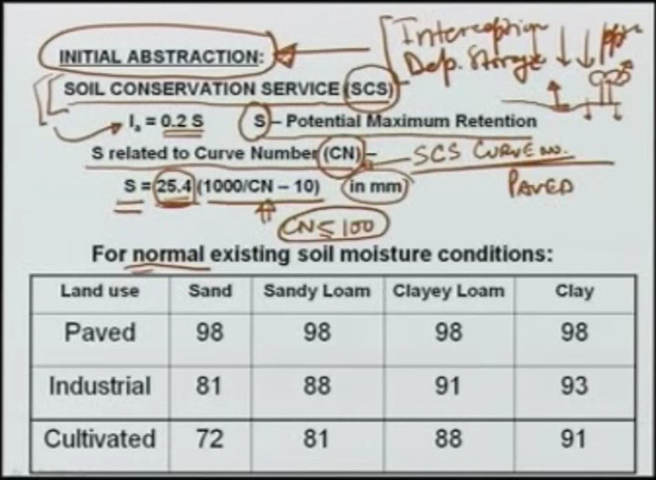 INITIAL ABSTRACTION:
Interception pptn
Dep. Storage
SOIL CONSERVATION SERVICE (SCS)
Iₐ = 0.2 S S – Potential Maximum Retention
S related to Curve Number (CN) – SCS CURVE NO.
S = 25.4 (1000/CN – 10) in mm PAVED
CN ≤ 100
For normal existing soil moisture conditions:
Land use Sand Sandy Loam Clayey Loam Clay
Paved 98 98 98 98
Industrial 81 88 91 93
Cultivated 72 81 88 91